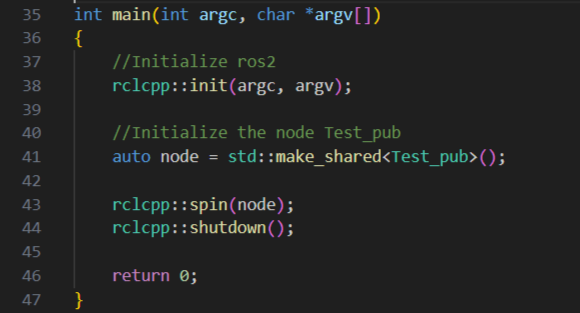 35 int main(int argc, char *argv[])
36 {
37 //Initialize ros2
38 rclcpp::init(argc, argv);
39
40 //Initialize the node Test_pub
41 auto node = std::make_shared<Test_pub>();
42
43 rclcpp::spin(node);
44 rclcpp::shutdown();
45
46 return 0;
47 }